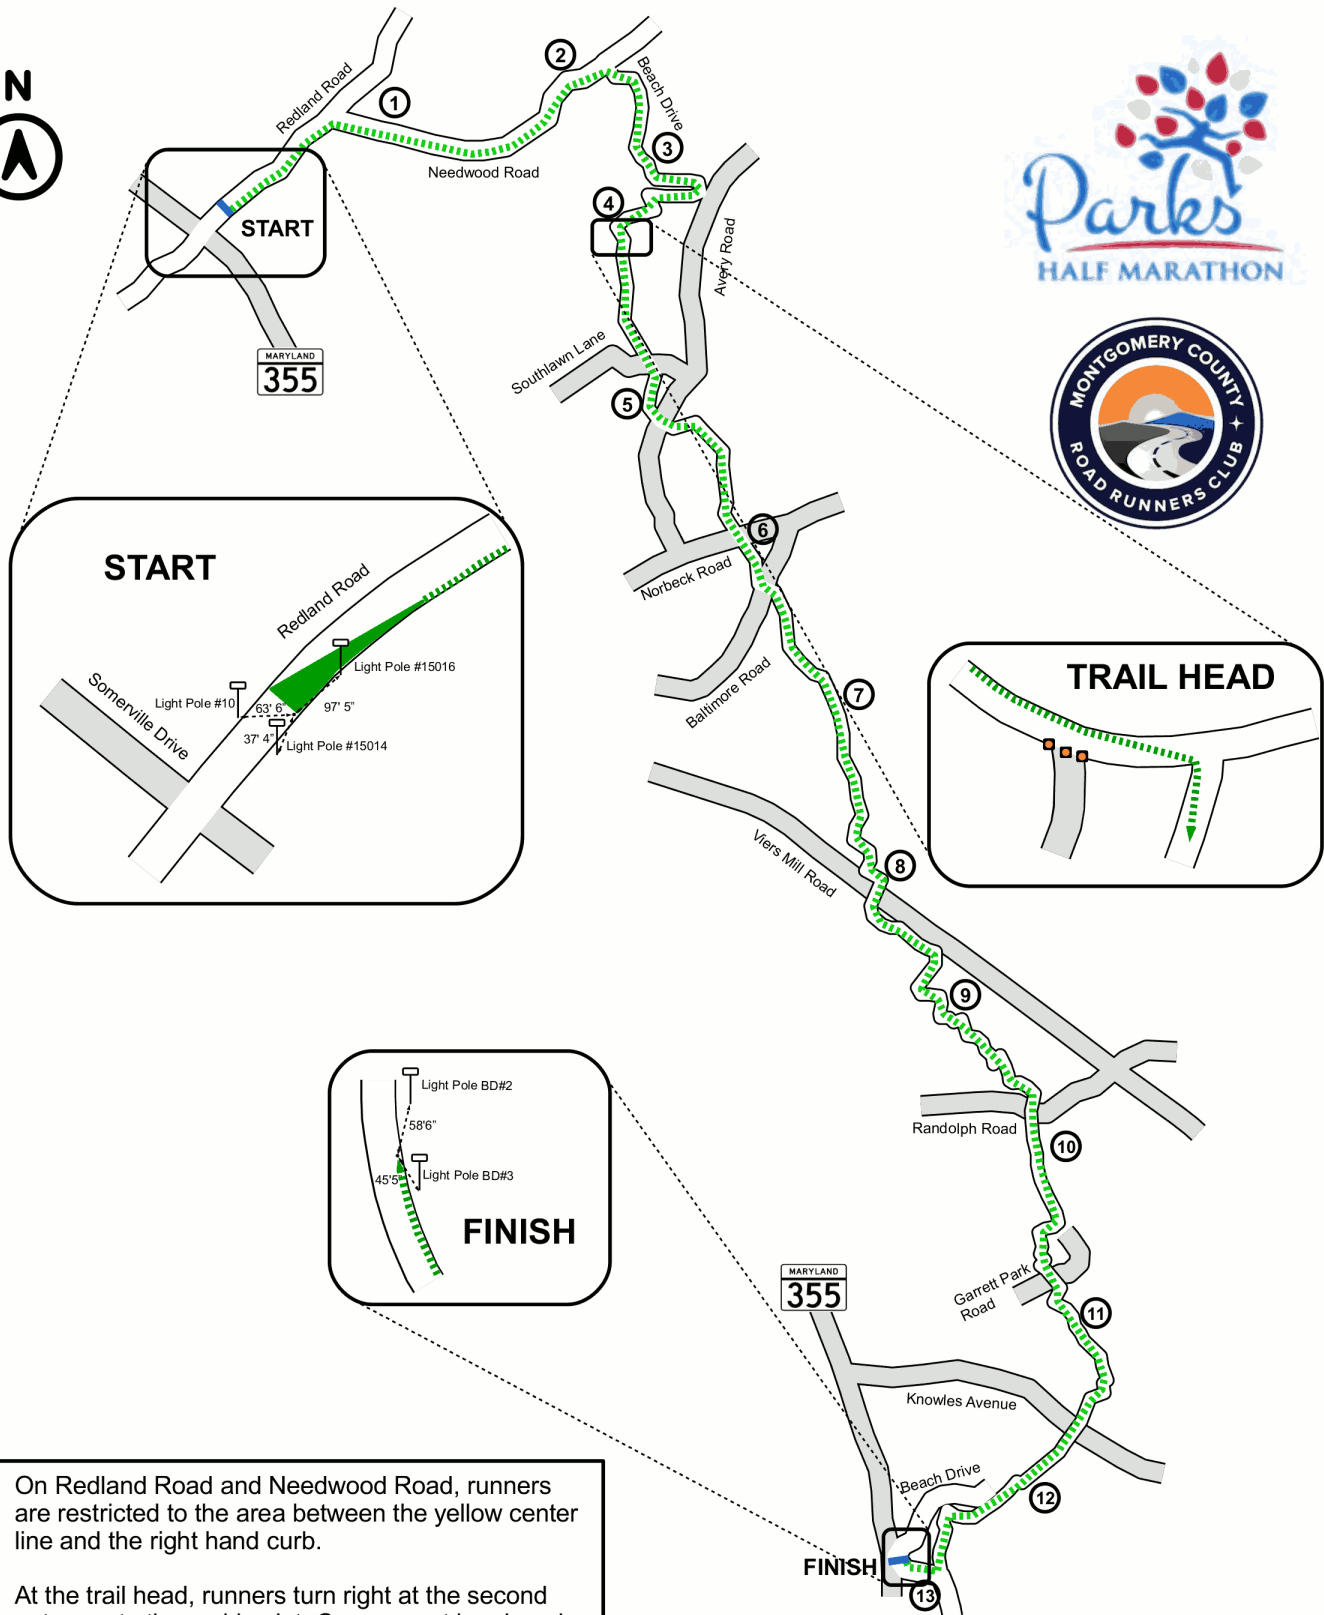 N
Redland Road
1
2
Beach Drive
Needwood Road
3
4
START
MARYLAND
355
Avery Road
Southlawn Lane
5
Parks
HALF MARATHON
MONTGOMERY COUNTY
ROAD RUNNERS CLUB
START
Redland Road
Light Pole #15016
Light Pole #10
63' 6"
97' 5"
37' 4"
Light Pole #15014
Somerville Drive
6
Norbeck Road
Baltimore Road
7
TRAIL HEAD
Viers Mill Road
8
9
Randolph Road
10
Light Pole BD#2
58'6"
Light Pole BD#3
45'5"
FINISH
MARYLAND
355
Garrett Park
Road
11
Knowles Avenue
Beach Drive
12
FINISH
13
On Redland Road and Needwood Road, runners
are restricted to the area between the yellow center
line and the right hand curb.
At the trail head, runners turn right at the second